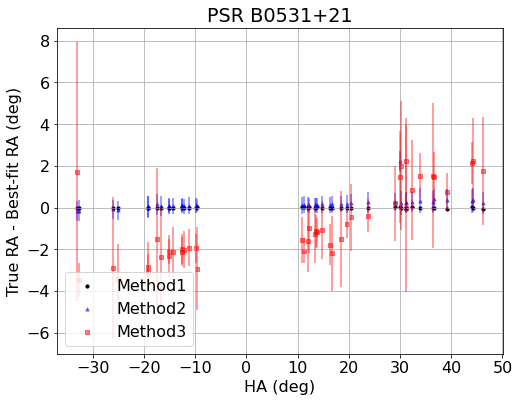 PSR B0531+21
True RA - Best-fit RA (deg)
8
6
4
2
0
−2
−4
−6
Method1
Method2
Method3
−30 −20 −10 0 10 20 30 40 50
HA (deg)